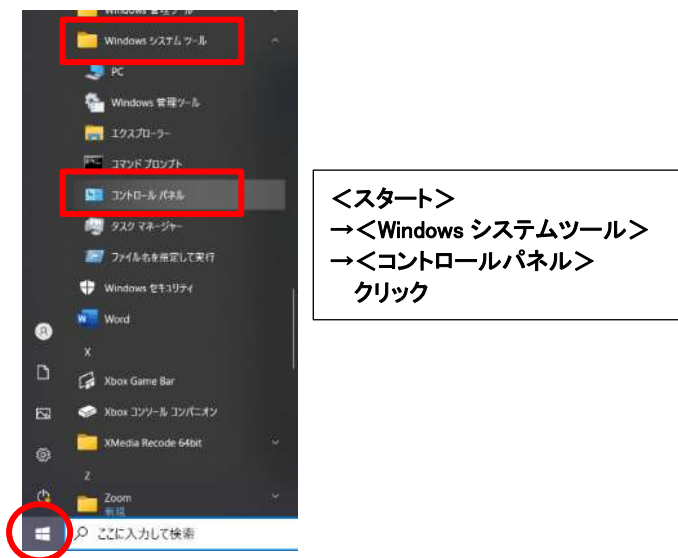 Windows 管理ツール
Windows システム ツール
PC
Windows 管理ツール
エクスプローラー
コマンド プロンプト
コントロール パネル
タスク マネージャー
ファイル名を指定して実行
Windows セキュリティ
Word
X
Xbox Game Bar
Xbox コンソール コンパニオン
XMedia Recode 64bit
Z
Zoom
新規
ここに入力して検索
＜スタート＞
→＜Windows システムツール＞
→＜コントロールパネル＞
クリック